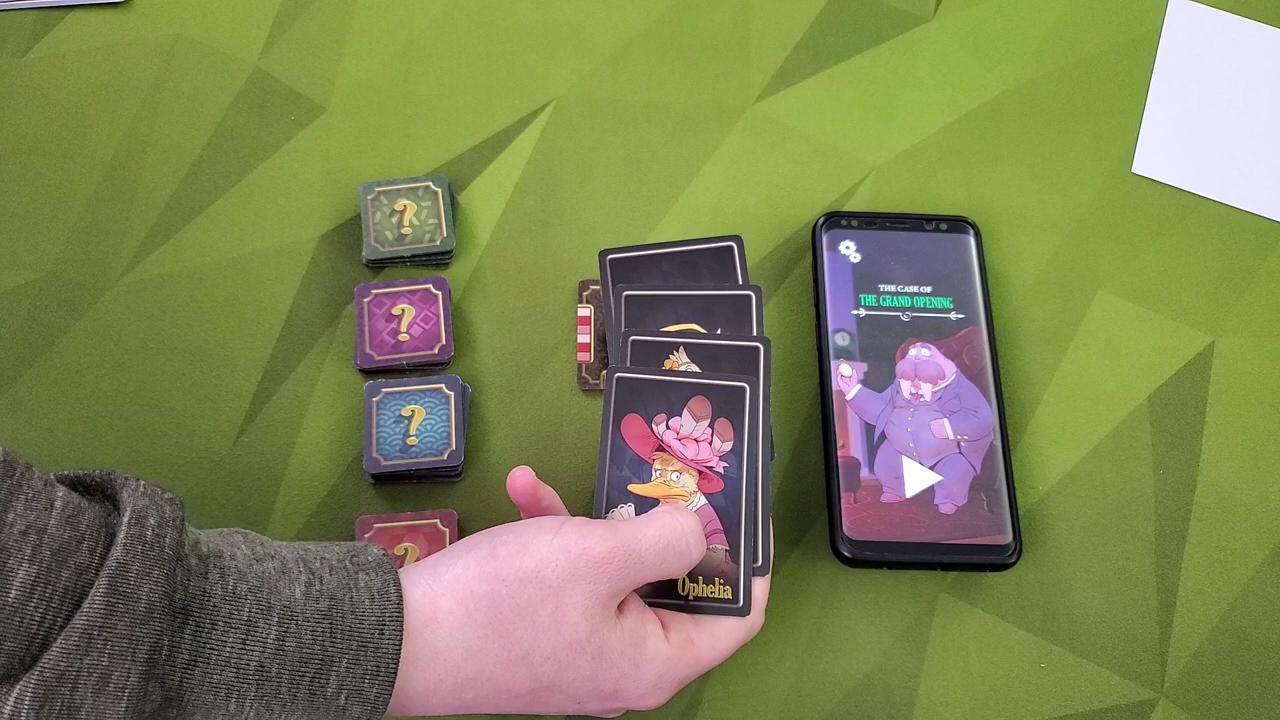 ?
?
?
?
THE CASE OF
THE GRAND OPENING
Ophelia